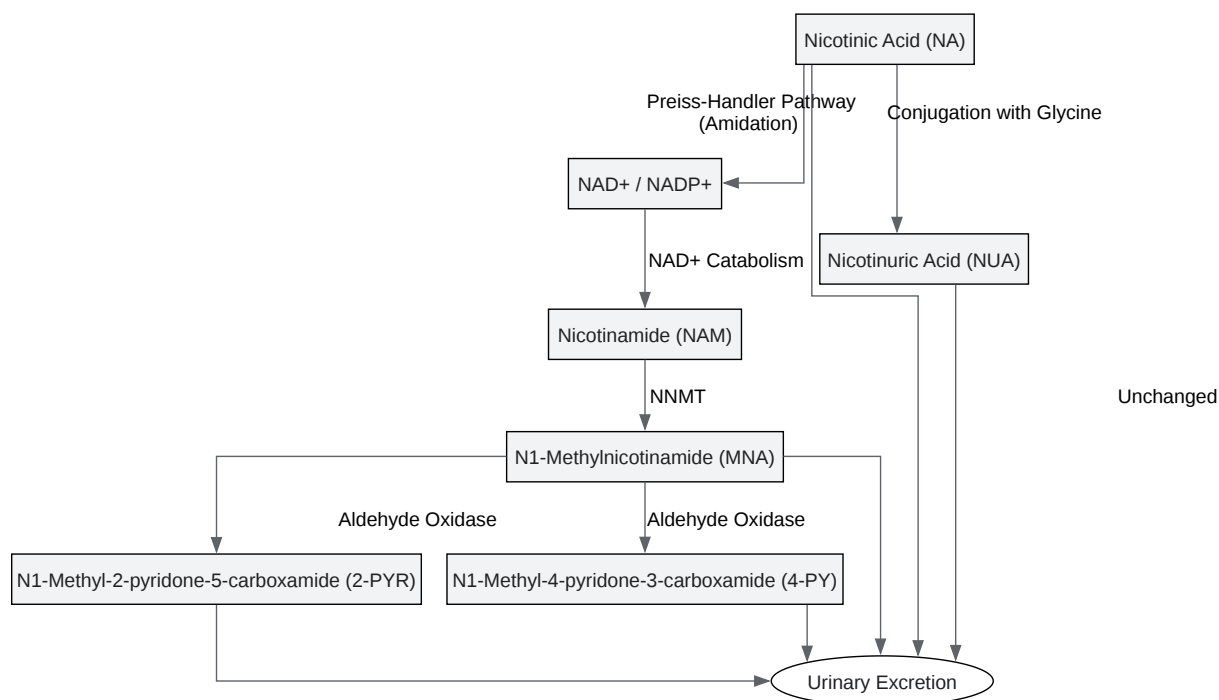 Nicotinic Acid (NA)
Preiss-Handler Pathway
(Amidation)
Conjugation with Glycine
NAD+ / NADP+
NAD+ Catabolism
Nicotinuric Acid (NUA)
Nicotinamide (NAM)
NNMT
Unchanged
N1-Methylnicotinamide (MNA)
Aldehyde Oxidase
Aldehyde Oxidase
N1-Methyl-2-pyridone-5-carboxamide (2-PYR)
N1-Methyl-4-pyridone-3-carboxamide (4-PY)
Urinary Excretion